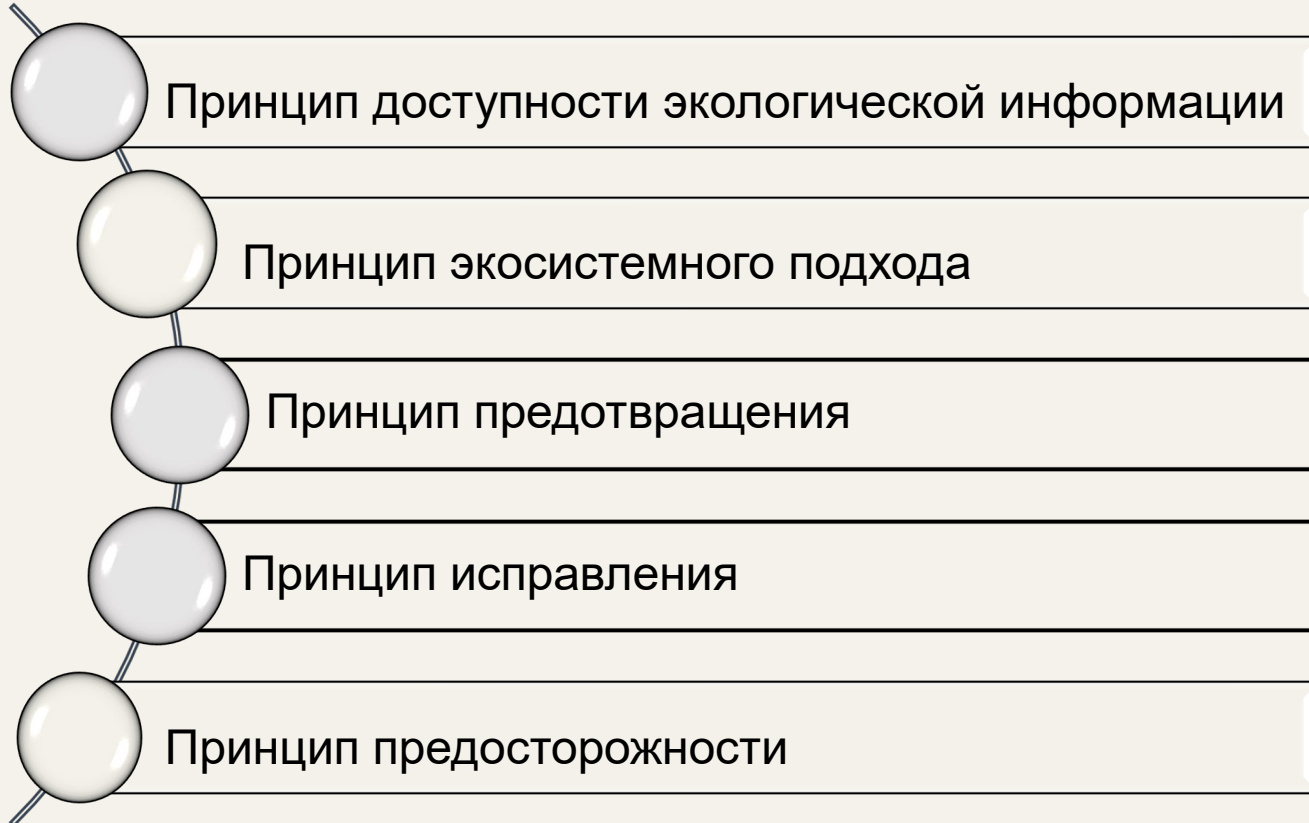 Принцип доступности экологической информации
Принцип экосистемного подхода
Принцип предотвращения
Принцип исправления
Принцип предосторожности